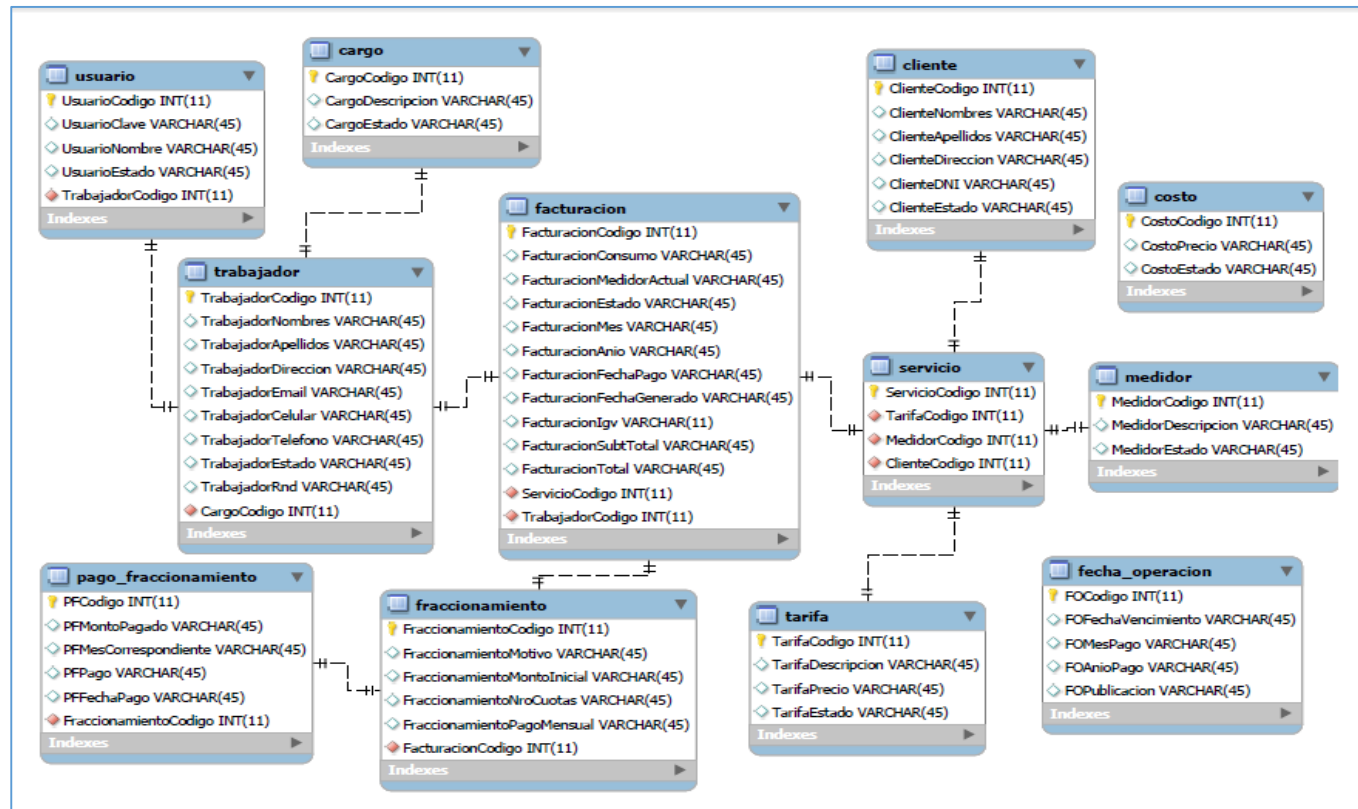 usuario
UsuarioCodigo INT(11)
UsuarioClave VARCHAR(45)
UsuarioNombre VARCHAR(45)
UsuarioEstado VARCHAR(45)
TrabajadorCodigo INT(11)
Indexes
cargo
CargoCodigo INT(11)
CargoDescripcion VARCHAR(45)
CargoEstado VARCHAR(45)
Indexes
cliente
ClienteCodigo INT(11)
ClienteNombres VARCHAR(45)
ClienteApellidos VARCHAR(45)
ClienteDireccion VARCHAR(45)
ClienteDNI VARCHAR(45)
ClienteEstado VARCHAR(45)
Indexes
costo
CostoCodigo INT(11)
CostoPrecio VARCHAR(45)
CostoEstado VARCHAR(45)
Indexes
trabajador
TrabajadorCodigo INT(11)
TrabajadorNombres VARCHAR(45)
TrabajadorApellidos VARCHAR(45)
TrabajadorDireccion VARCHAR(45)
TrabajadorEmail VARCHAR(45)
TrabajadorCelular VARCHAR(45)
TrabajadorTelefono VARCHAR(45)
TrabajadorEstado VARCHAR(45)
TrabajadorRnd VARCHAR(45)
CargoCodigo INT(11)
Indexes
facturacion
FacturacionCodigo INT(11)
FacturacionConsumo VARCHAR(45)
FacturacionMedidorActual VARCHAR(45)
FacturacionEstado VARCHAR(45)
FacturacionMes VARCHAR(45)
FacturacionAnio VARCHAR(45)
FacturacionFechaPago VARCHAR(45)
FacturacionFechaGenerado VARCHAR(45)
FacturacionIgv VARCHAR(11)
FacturacionSubtTotal VARCHAR(45)
FacturacionTotal VARCHAR(45)
ServicioCodigo INT(11)
TrabajadorCodigo INT(11)
Indexes
servicio
ServicioCodigo INT(11)
TarifaCodigo INT(11)
MedidorCodigo INT(11)
ClienteCodigo INT(11)
Indexes
medidor
MedidorCodigo INT(11)
MedidorDescripcion VARCHAR(45)
MedidorEstado VARCHAR(45)
Indexes
pago_fraccionamiento
PFCodigo INT(11)
PFMontoPagado VARCHAR(45)
PFMesCorrespondiente VARCHAR(45)
PFPago VARCHAR(45)
PFFechaPago VARCHAR(45)
FraccionamientoCodigo INT(11)
Indexes
fraccionamiento
FraccionamientoCodigo INT(11)
FraccionamientoMotivo VARCHAR(45)
FraccionamientoMontoInicial VARCHAR(45)
FraccionamientoNroCuotas VARCHAR(45)
FraccionamientoPagoMensual VARCHAR(45)
FacturacionCodigo INT(11)
Indexes
tarifa
TarifaCodigo INT(11)
TarifaDescripcion VARCHAR(45)
TarifaPrecio VARCHAR(45)
TarifaEstado VARCHAR(45)
Indexes
fecha_operacion
FOCodigo INT(11)
FOFechaVencimiento VARCHAR(45)
FOMesPago VARCHAR(45)
FOAnioPago VARCHAR(45)
FOPublicacion VARCHAR(45)
Indexes